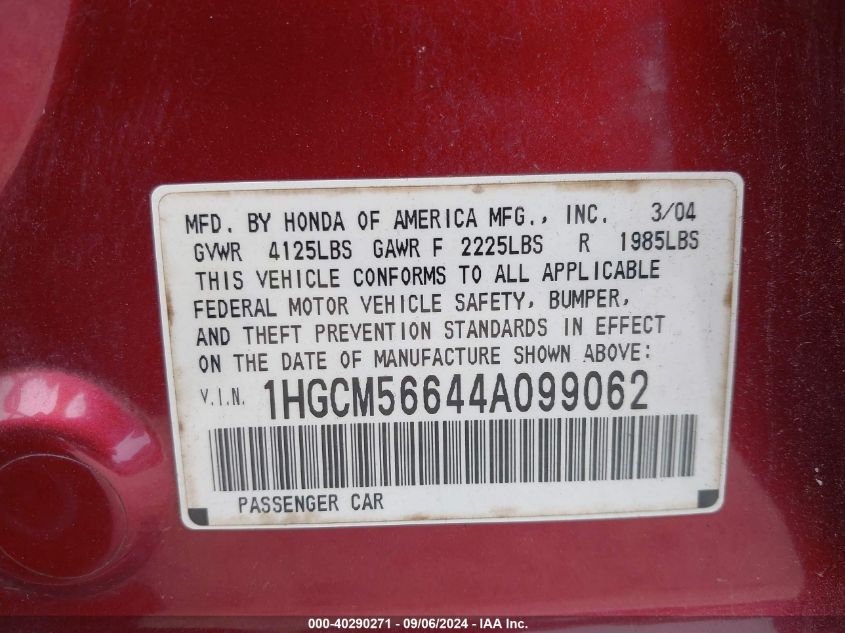 MFD. BY HONDA OF AMERICA MFG., INC. 3/04
GVWR 4125LBS GAWR F 2225LBS R 1985LBS
THIS VEHICLE CONFORMS TO ALL APPLICABLE
FEDERAL MOTOR VEHICLE SAFETY, BUMPER,
AND THEFT PREVENTION STANDARDS IN EFFECT
ON THE DATE OF MANUFACTURE SHOWN ABOVE:
V.I.N. 1HGCM56644A099062
PASSENGER CAR
000-40290271 - 09/06/2024 - IAA Inc.